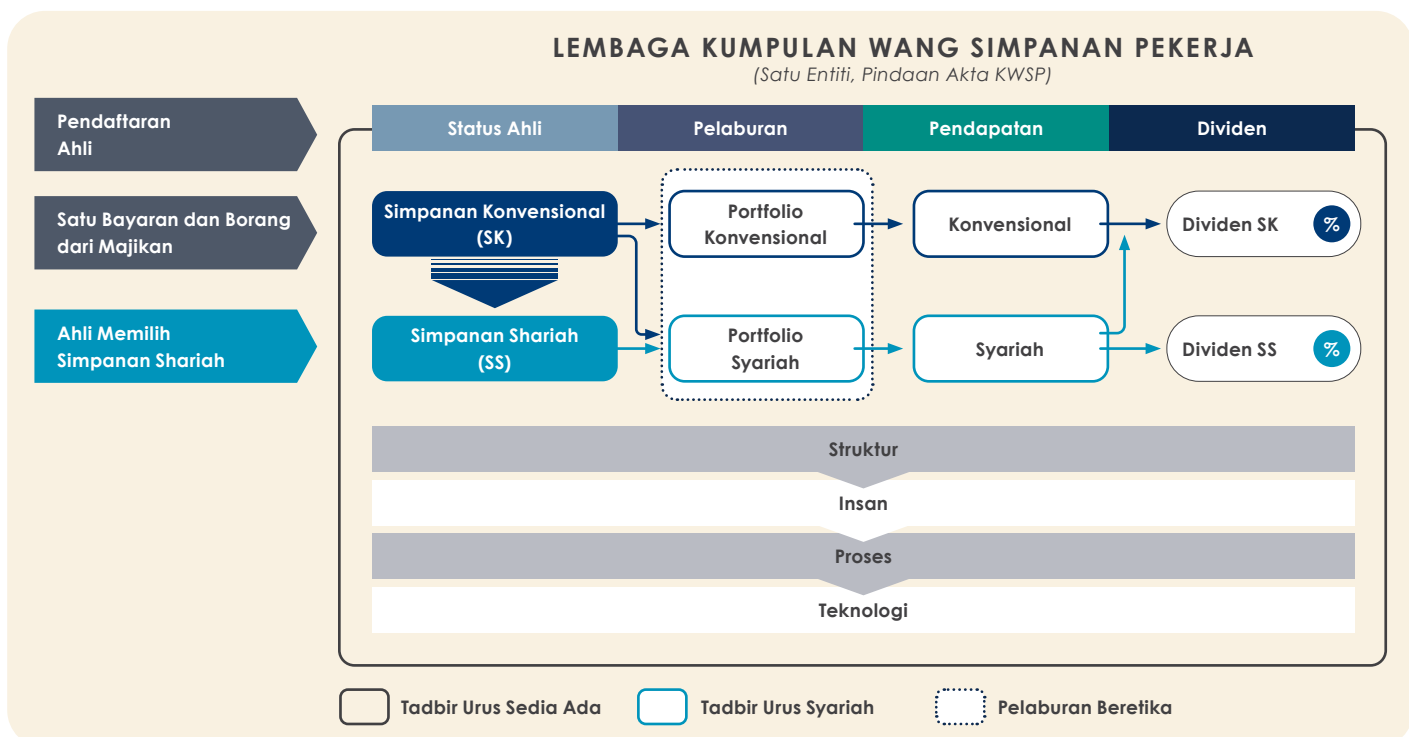 LEMBAGA KUMPULAN WANG SIMPANAN PEKERJA
(Satu Entiti, Pindaan Akta KWSP)
Pendaftaran
Ahli
Satu Bayaran dan Borang
dari Majikan
Ahli Memilih
Simpanan Shariah
Status Ahli
Pelaburan
Pendapatan
Dividen
Simpanan Konvensional
(SK)
Portfolio
Konvensional
Konvensional
Dividen SK
%
Simpanan Shariah
(SS)
Portfolio
Syariah
Syariah
Dividen SS
%
Struktur
Insan
Proses
Teknologi
Tadbir Urus Sedia Ada
Tadbir Urus Syariah
Pelaburan Beretika